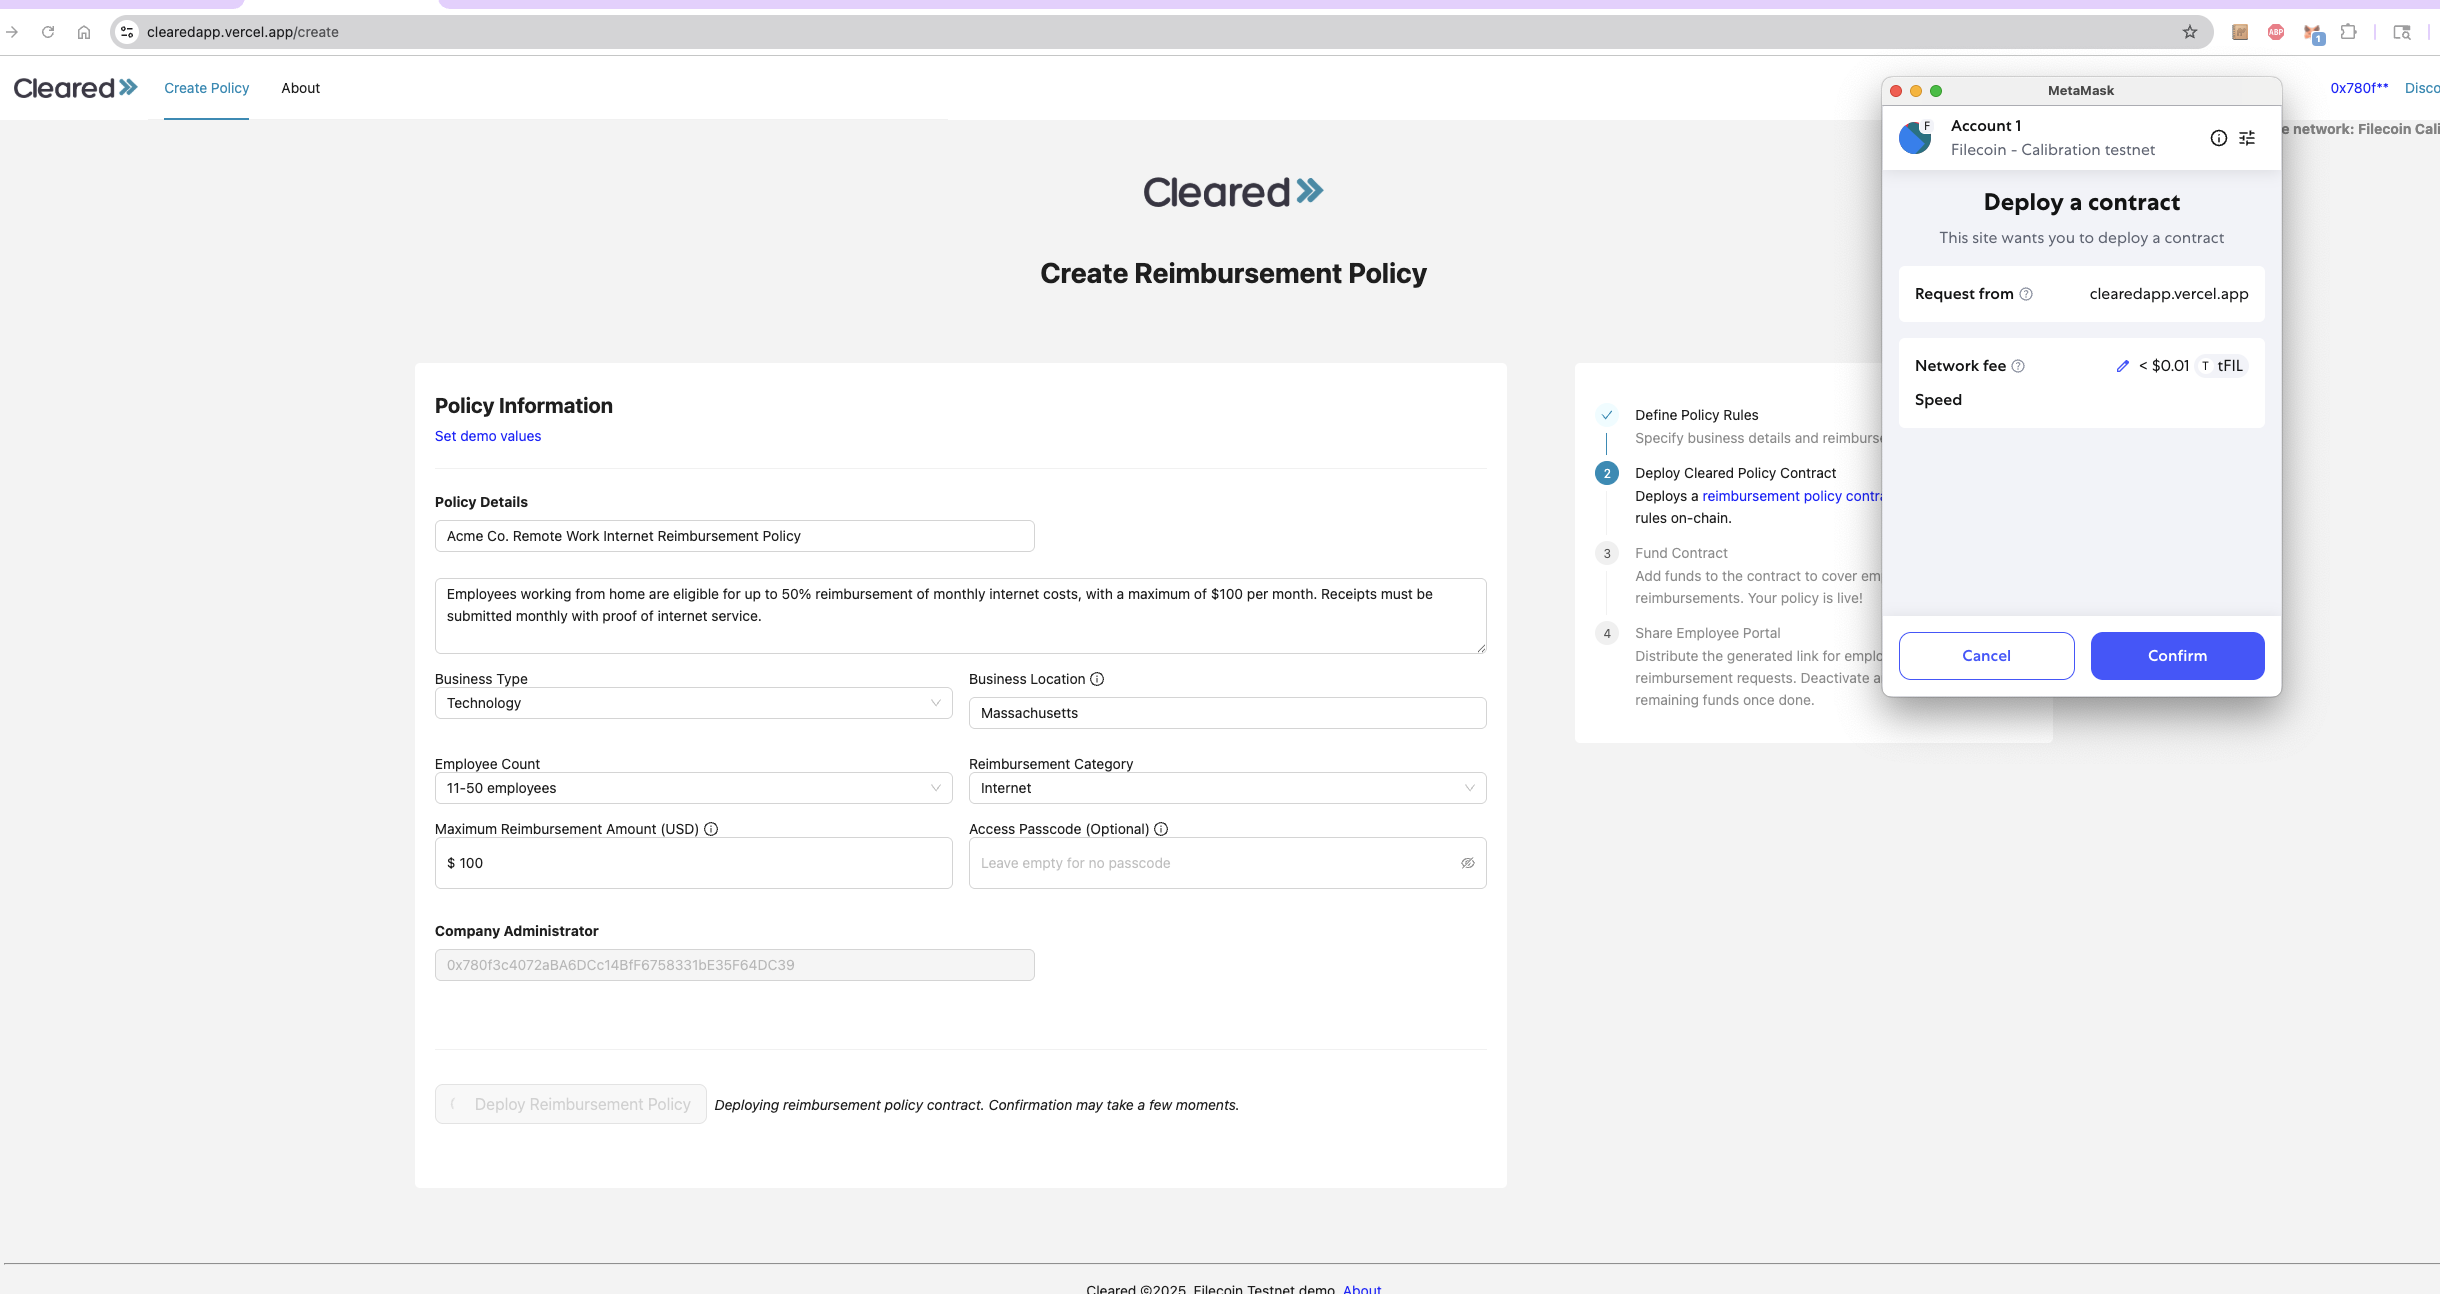 clearedapp.vercel.app/create
ABP
1
Cleared
Create Policy
About
0x780f**
Disco
e network: Filecoin Cali
Cleared
Create Reimbursement Policy
Policy Information
Set demo values
Policy Details
Acme Co. Remote Work Internet Reimbursement Policy
Employees working from home are eligible for up to 50% reimbursement of monthly internet costs, with a maximum of $100 per month. Receipts must be
submitted monthly with proof of internet service.
Business Type
Technology
Business Location
Massachusetts
Employee Count
11-50 employees
Reimbursement Category
Internet
Maximum Reimbursement Amount (USD)
$ 100
Access Passcode (Optional)
Leave empty for no passcode
Company Administrator
0x780f3c4072aBA6DCc14BfF6758331bE35F64DC39
Deploy Reimbursement Policy
Deploying reimbursement policy contract. Confirmation may take a few moments.
Define Policy Rules
Specify business details and reimburse
2
Deploy Cleared Policy Contract
Deploys a reimbursement policy contra
rules on-chain.
3
Fund Contract
Add funds to the contract to cover em
reimbursements. Your policy is live!
4
Share Employee Portal
Distribute the generated link for emplo
reimbursement requests. Deactivate a
remaining funds once done.
MetaMask
F
Account 1
Filecoin - Calibration testnet
Deploy a contract
This site wants you to deploy a contract
Request from
clearedapp.vercel.app
Network fee
< $0.01
T
tFIL
Speed
Cancel
Confirm
Cleared ©2025. Filecoin Testnet demo. About